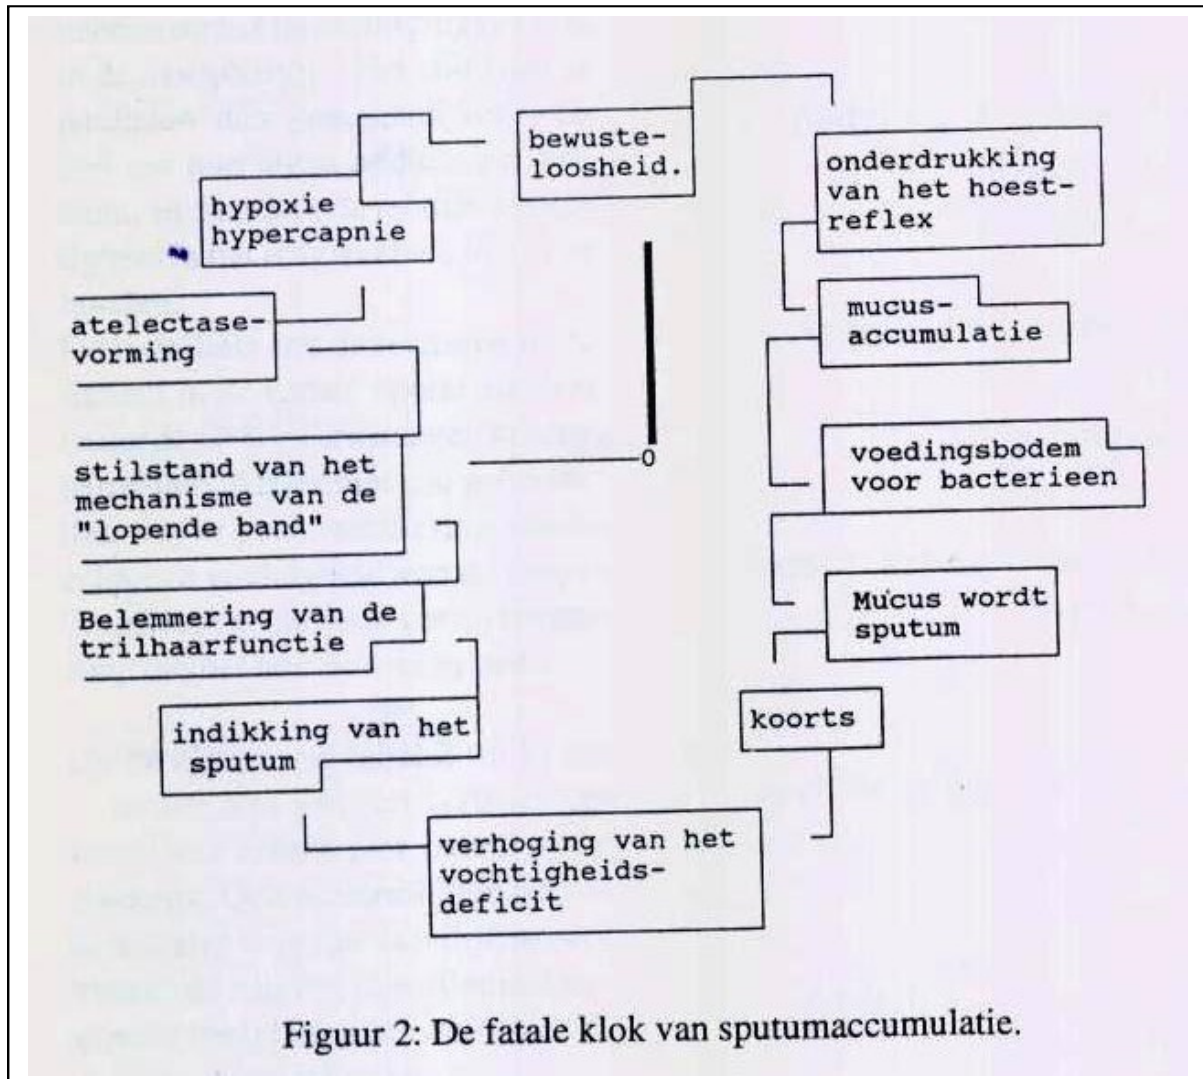 bewuste-
loosheid.
onderdrukking
van het hoest-
reflex
mucus-
accumulatie
voedingsbodem
voor bacterieen
Mucus wordt
sputum
koorts
verhoging van het
vochtigheids-
deficit
indikking van het
sputum
Belemmering van de
trilhaarfunctie
stilstand van het
mechanisme van de
"lopende band"
atelectase-
vorming
hypoxie
hypercapnie
O
Figuur 2: De fatale klok van sputumaccumulatie.